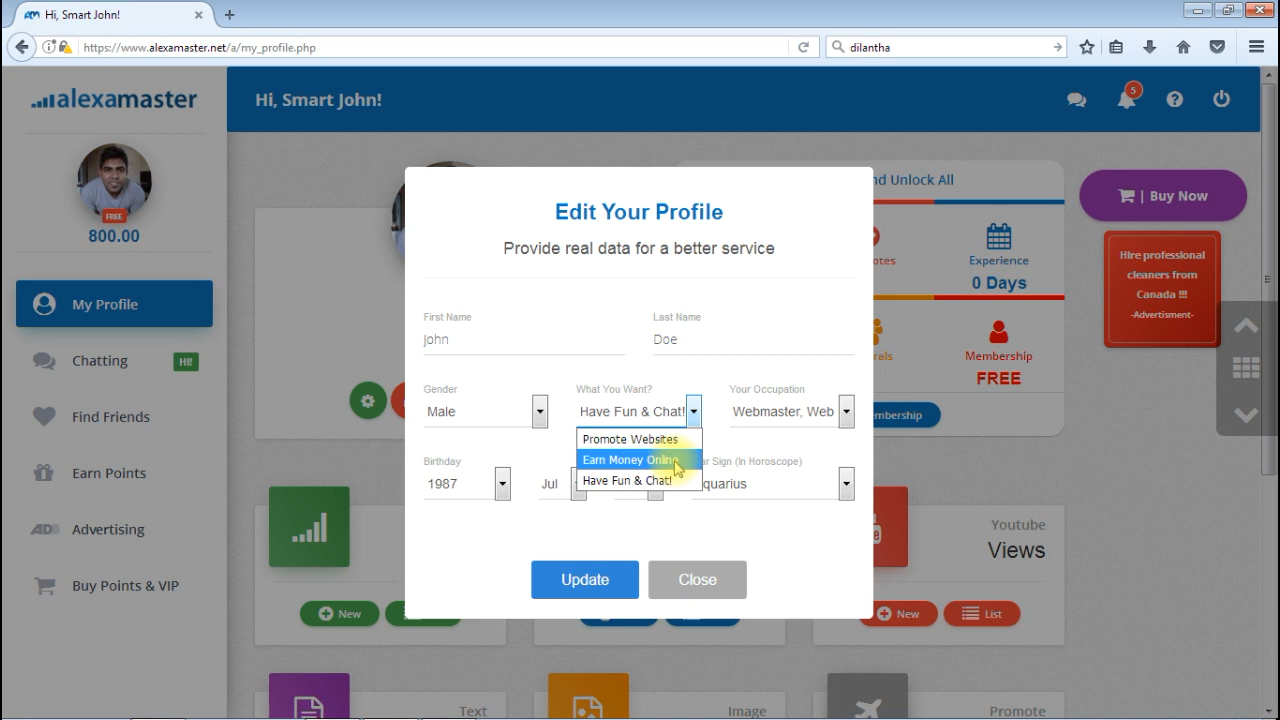 Hi, Smart John!
https://www.alexamaster.net/a/my_profile.php
dilantha
alexamaster
FREE
800.00
My Profile
Chatting
HI!
Find Friends
Earn Points
Advertising
Buy Points & VIP
Hi, Smart John!
5
nd Unlock All
otes
Experience
0 Days
rals
Membership
FREE
embership
| Buy Now
Hire professional
cleaners from
Canada !!!
-Advertisment-
Edit Your Profile
Provide real data for a better service
First Name
Last Name
John
Doe
Gender
What You Want?
Your Occupation
Male
Have Fun & Chat!
Webmaster, Web
Promote Websites
Earn Money Online
Have Fun & Chat!
Birthday
ar Sign (In Horoscope)
1987
Jul
quarius
Update
Close
New
Youtube
Views
New
List
Text
Image
Promote